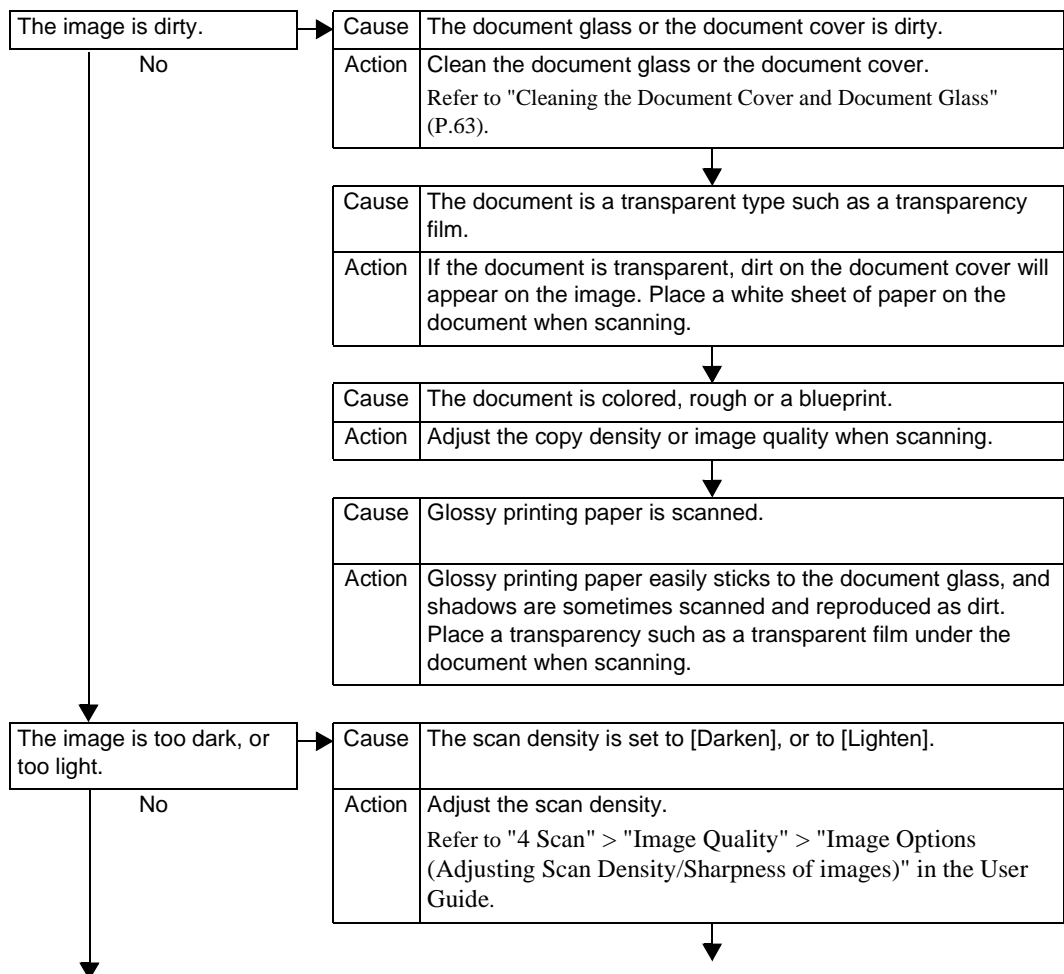 The image is dirty.
No
Cause The document glass or the document cover is dirty.
Action Clean the document glass or the document cover.
Refer to "Cleaning the Document Cover and Document Glass"
(P.63).
Cause The document is a transparent type such as a transparency
film.
Action If the document is transparent, dirt on the document cover will
appear on the image. Place a white sheet of paper on the
document when scanning.
Cause The document is colored, rough or a blueprint.
Action Adjust the copy density or image quality when scanning.
Cause Glossy printing paper is scanned.
Action Glossy printing paper easily sticks to the document glass, and
shadows are sometimes scanned and reproduced as dirt.
Place a transparency such as a transparent film under the
document when scanning.
The image is too dark, or
too light.
No
Cause The scan density is set to [Darken], or to [Lighten].
Action Adjust the scan density.
Refer to "4 Scan" > "Image Quality" > "Image Options
(Adjusting Scan Density/Sharpness of images)" in the User
Guide.